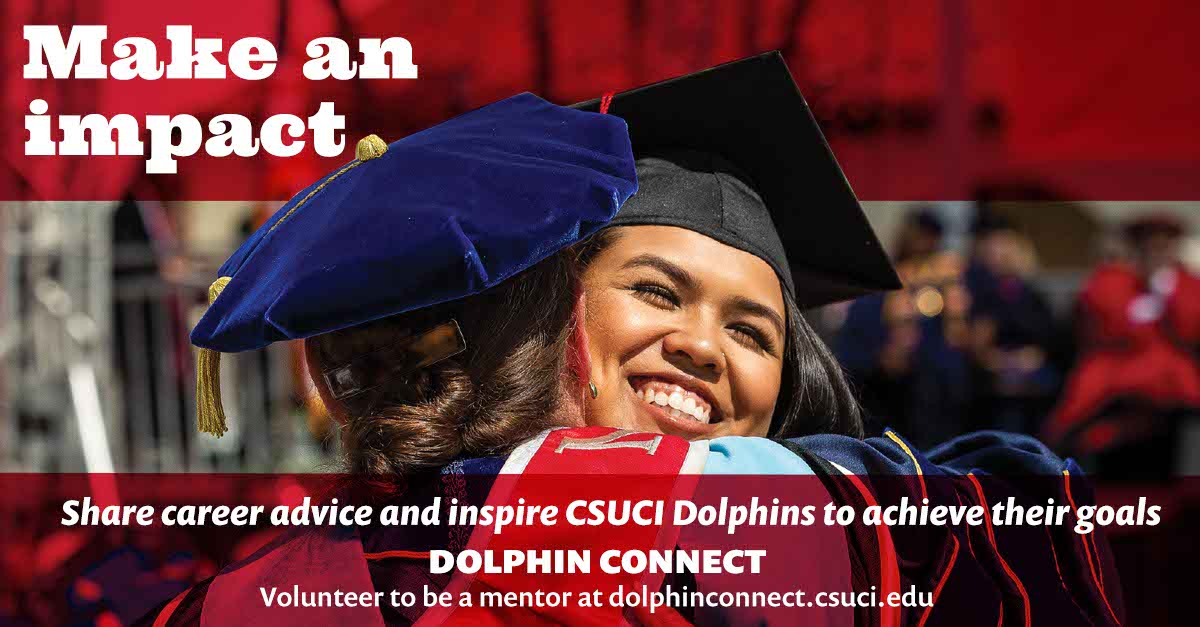 Make an
impact
Share career advice and inspire CSUCI Dolphins to achieve their goals
DOLPHIN CONNECT
Volunteer to be a mentor at dolphinconnect.csuci.edu